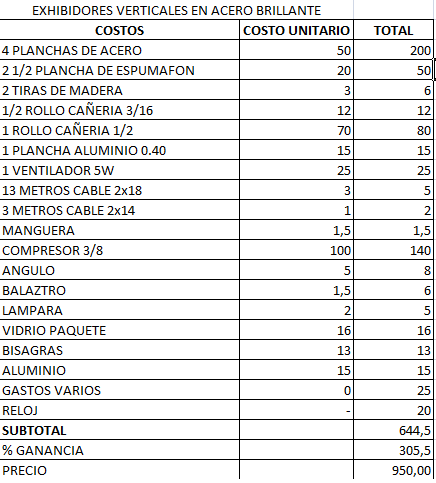 EXHIBIDORES VERTICALES EN ACERO BRILLANTE
COSTOS COSTO UNITARIO TOTAL
4 PLANCHAS DE ACERO 50 200
2 1/2 PLANCHA DE ESPUMAFON 20 50
2 TIRAS DE MADERA 3 6
1/2 ROLLO CAÑERIA 3/16 12 12
1 ROLLO CAÑERIA 1/2 70 80
1 PLANCHA ALUMINIO 0.40 15 15
1 VENTILADOR 5W 25 25
13 METROS CABLE 2x18 3 5
3 METROS CABLE 2x14 1 2
MANGUERA 1,5 1,5
COMPRESOR 3/8 100 140
ANGULO 5 8
BALAZTRO 1,5 6
LAMPARA 2 5
VIDRIO PAQUETE 16 16
BISAGRAS 13 13
ALUMINIO 15 15
GASTOS VARIOS 0 25
RELOJ - 20
SUBTOTAL 644,5
% GANANCIA 305,5
PRECIO 950,00